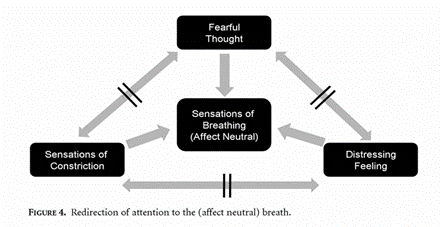 Fearful
Thought
Sensations of
Breathing
(Affect Neutral)
Sensations of
Constriction
Distressing
Feeling
FIGURE 4. Redirection of attention to the (affect neutral) breath.